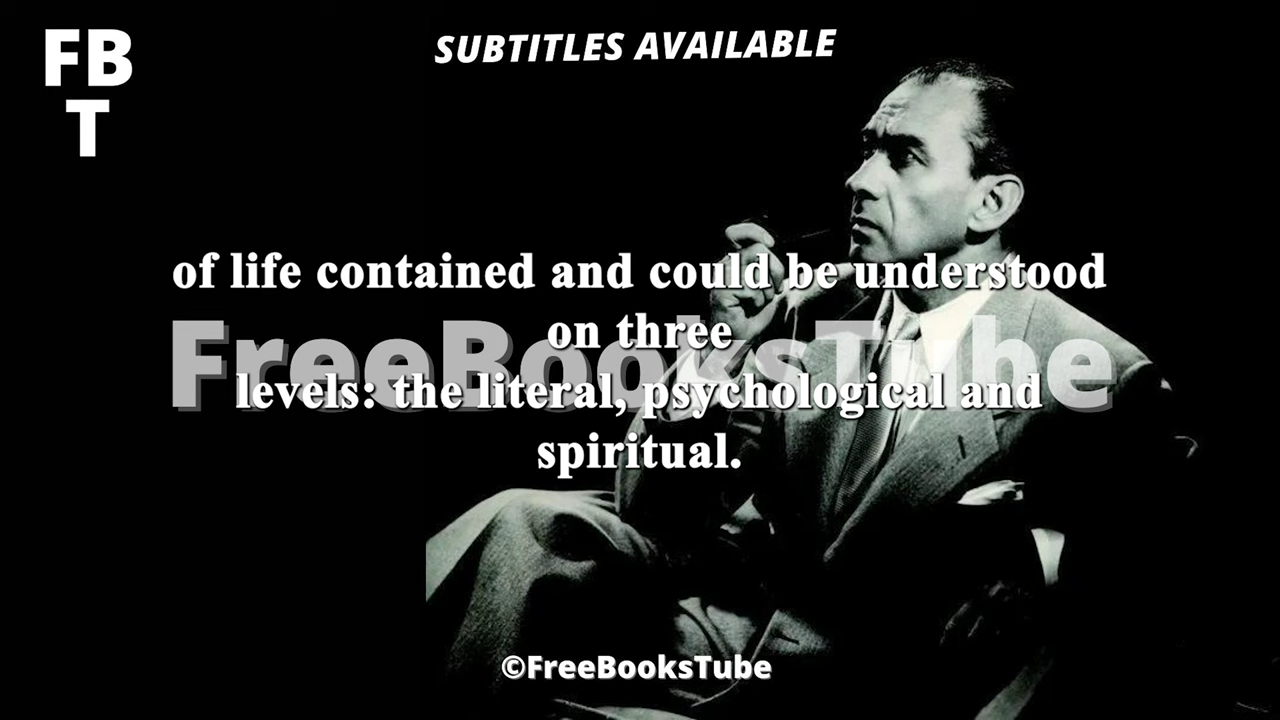 FB
T
SUBTITLES AVAILABLE
of life contained and could be understood
on three
FreeBooksTube
levels: the literal, psychological and
spiritual.
©FreeBooksTube